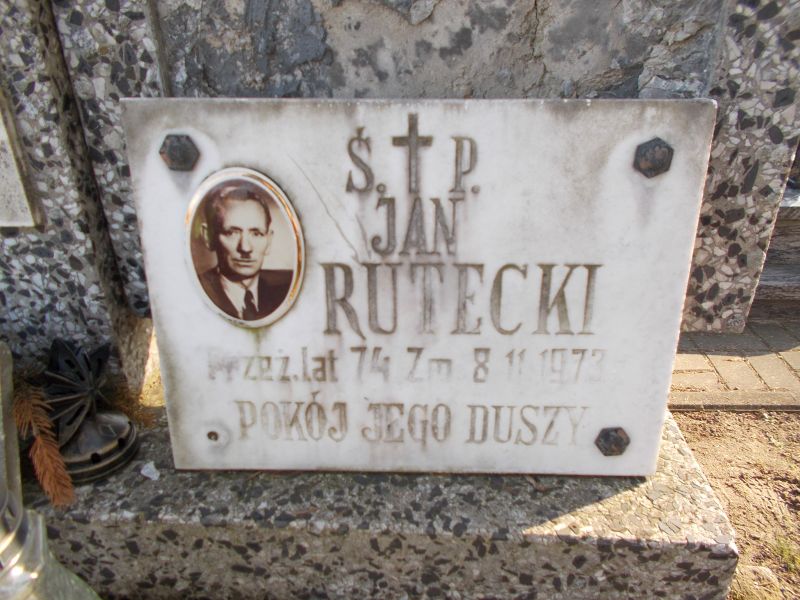 Ś. P.
JAN
RUTECKI
Przeż. lat 74 Zm 8 11 1973
POKÓJ JEGO DUSZY